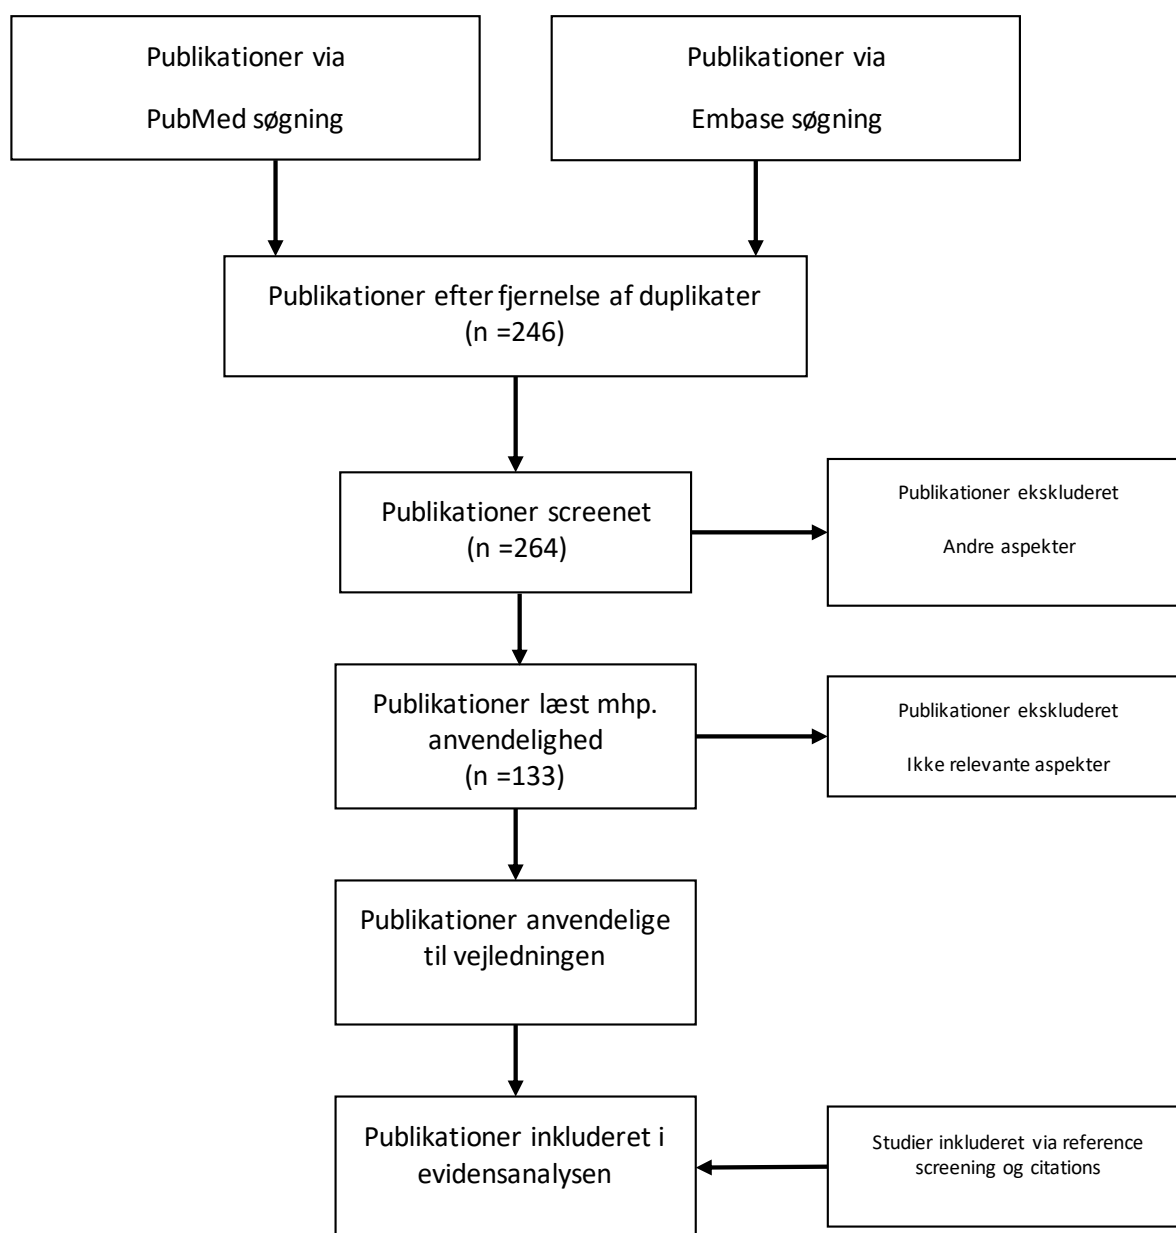 Publikationer via
PubMed søgning
Publikationer via
Embase søgning
Publikationer efter fjernelse af duplikater
(n =246)
Publikationer screenet
(n =264)
Publikationer ekskluderet
Andre aspekter
Publikationer læst mhp.
anvendelighed
(n =133)
Publikationer ekskluderet
Ikke relevante aspekter
Publikationer anvendelige
til vejledningen
Publikationer inkluderet i
evidensanalysen
Studier inkluderet via reference
screening og citations